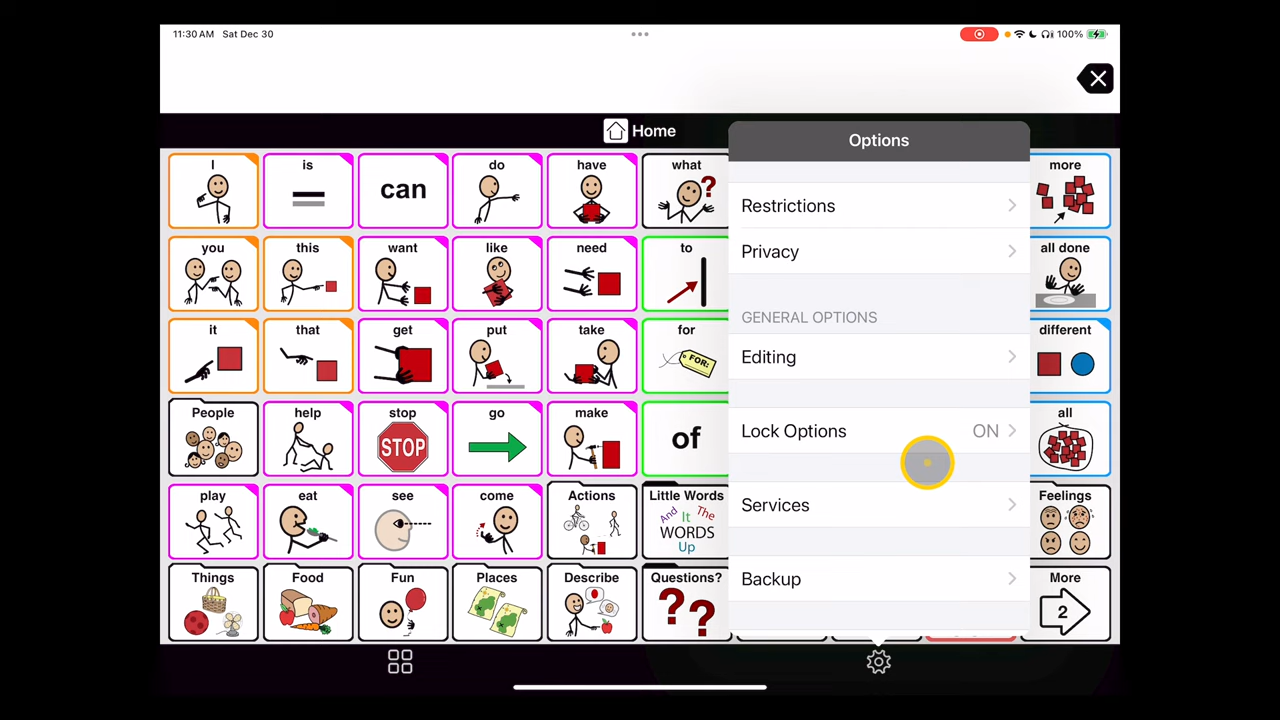 11:30 AM Sat Dec 30
100%
Home
Options
I
is
can
do
have
what
more
Restrictions
you
this
want
like
need
to
all done
Privacy
GENERAL OPTIONS
it
that
get
put
take
for
different
FOR:
Editing
People
help
stop
go
make
of
all
STOP
Lock Options ON
play
eat
see
come
Actions
Little Words
Feelings
And It The
WORDS
Up
Services
Things
Food
Fun
Places
Describe
Questions?
More
??
2
Backup